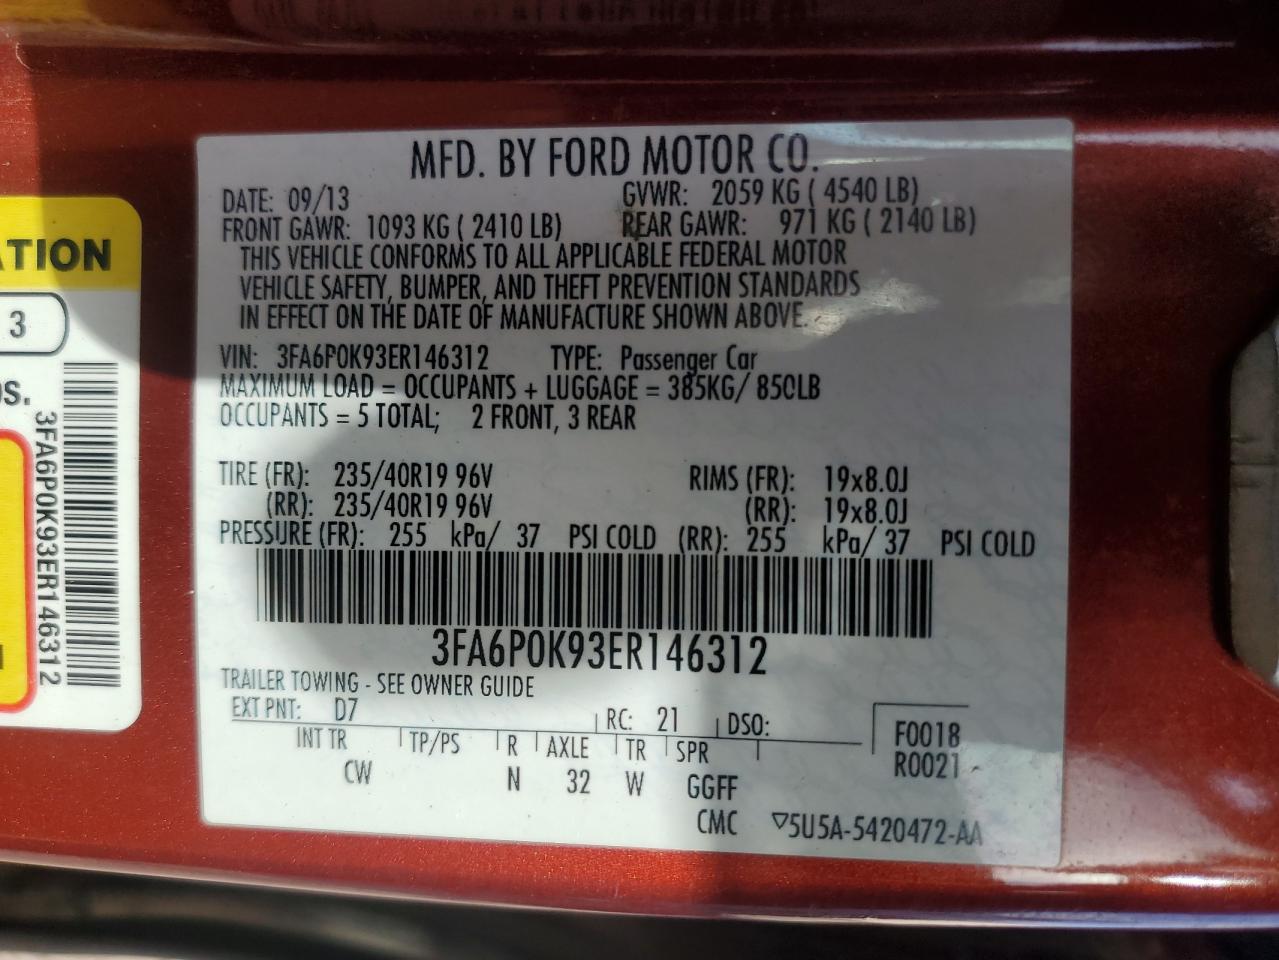 MFD. BY FORD MOTOR CO.
DATE: 09/13 GVWR: 2059 KG ( 4540 LB)
FRONT GAWR: 1093 KG ( 2410 LB) REAR GAWR: 971 KG ( 2140 LB)
THIS VEHICLE CONFORMS TO ALL APPLICABLE FEDERAL MOTOR
VEHICLE SAFETY, BUMPER, AND THEFT PREVENTION STANDARDS
IN EFFECT ON THE DATE OF MANUFACTURE SHOWN ABOVE.
VIN: 3FA6P0K93ER146312 TYPE: Passenger Car
MAXIMUM LOAD = OCCUPANTS + LUGGAGE = 385KG/ 850LB
OCCUPANTS = 5 TOTAL; 2 FRONT, 3 REAR
TIRE (FR): 235/40R19 96V RIMS (FR): 19x8.0J
(RR): 235/40R19 96V (RR): 19x8.0J
PRESSURE (FR): 255 kPa/ 37 PSI COLD (RR): 255 kPa/ 37 PSI COLD
3FA6P0K93ER146312
TRAILER TOWING - SEE OWNER GUIDE
EXT PNT: D7 RC: 21 DSO:
INT TR TP/PS R AXLE TR SPR
CW N 32 W GGFF
F0018
R0021
CMC ▽5U5A-5420472-AA
ATION
3
S.
3FA6P0K93ER146312